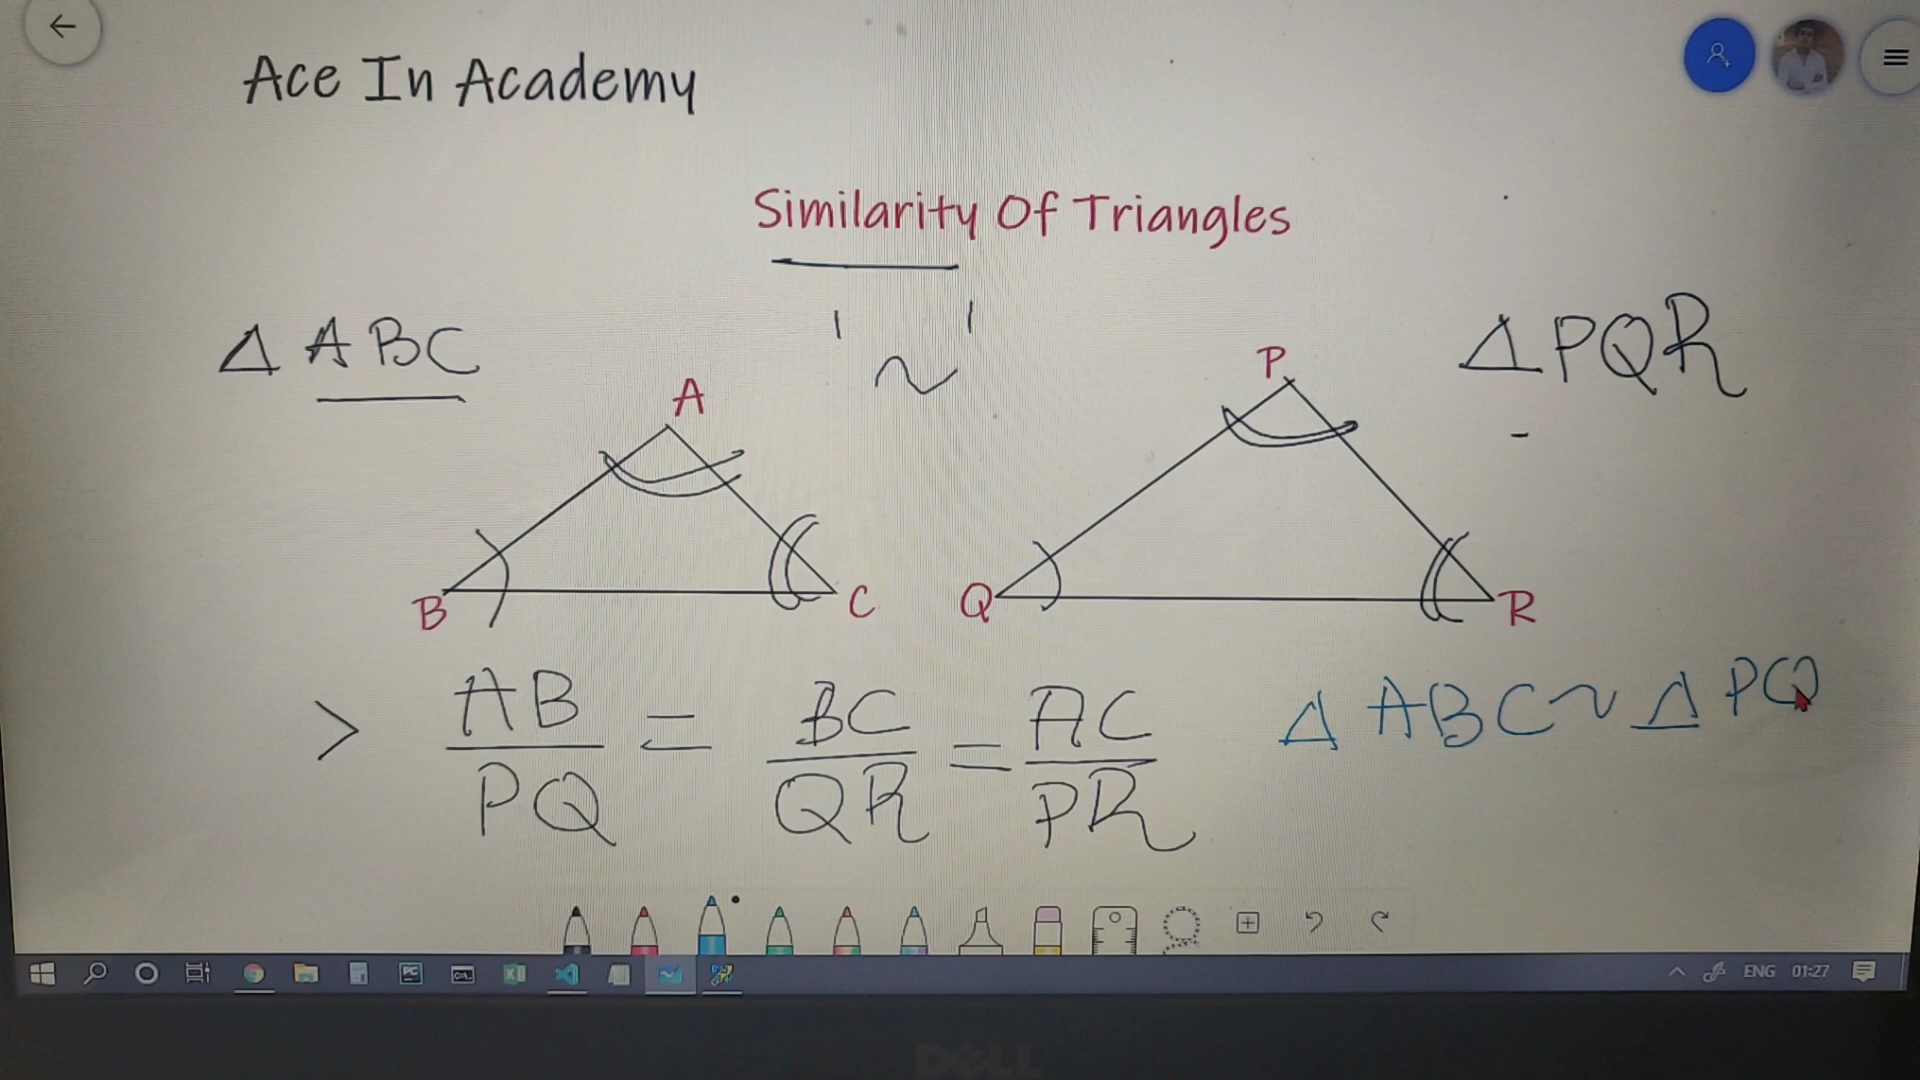 Ace In Academy
Similarity Of Triangles
Δ ABC
' ~ '
Δ PQR
A
P
B
C
Q
R
> AB/PQ = BC/QR = AC/PR
Δ ABC ~ Δ PQ
ENG 01:27
DELL